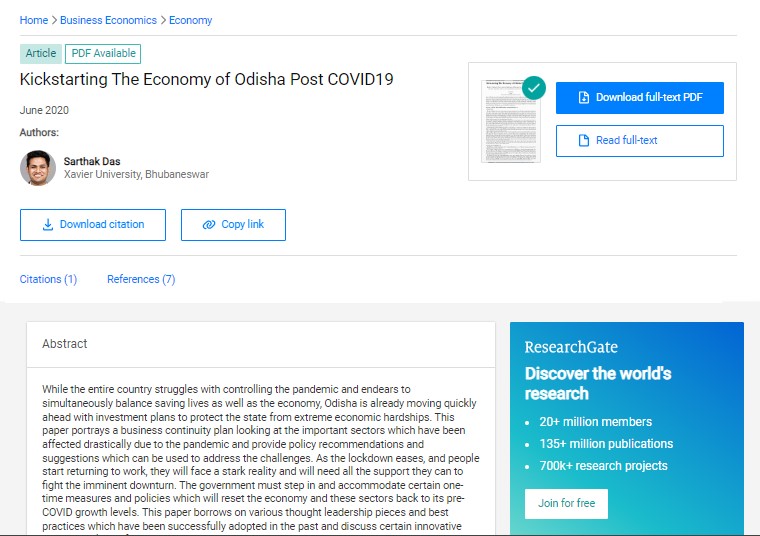 Home > Business Economics > Economy
Article PDF Available
Kickstarting The Economy of Odisha Post COVID19
June 2020
Authors:
Sarthak Das
Xavier University, Bhubaneswar
Download full-text PDF
Read full-text
Download citation Copy link
Citations (1) References (7)
Abstract
While the entire country struggles with controlling the pandemic and endears to
simultaneously balance saving lives as well as the economy, Odisha is already moving quickly
ahead with investment plans to protect the state from extreme economic hardships. This
paper portrays a business continuity plan looking at the important sectors which have been
affected drastically due to the pandemic and provide policy recommendations and
suggestions which can be used to address the challenges. As the lockdown eases, and people
start returning to work, they will face a stark reality and will need all the support they can to
fight the imminent downturn. The government must step in and accommodate certain one-
time measures and policies which will reset the economy and these sectors back to its pre-
COVID growth levels. This paper borrows on various thought leadership pieces and best
practices which have been successfully adopted in the past and discuss certain innovative
ResearchGate
Discover the world's
research
• 20+ million members
• 135+ million publications
• 700k+ research projects
Join for free